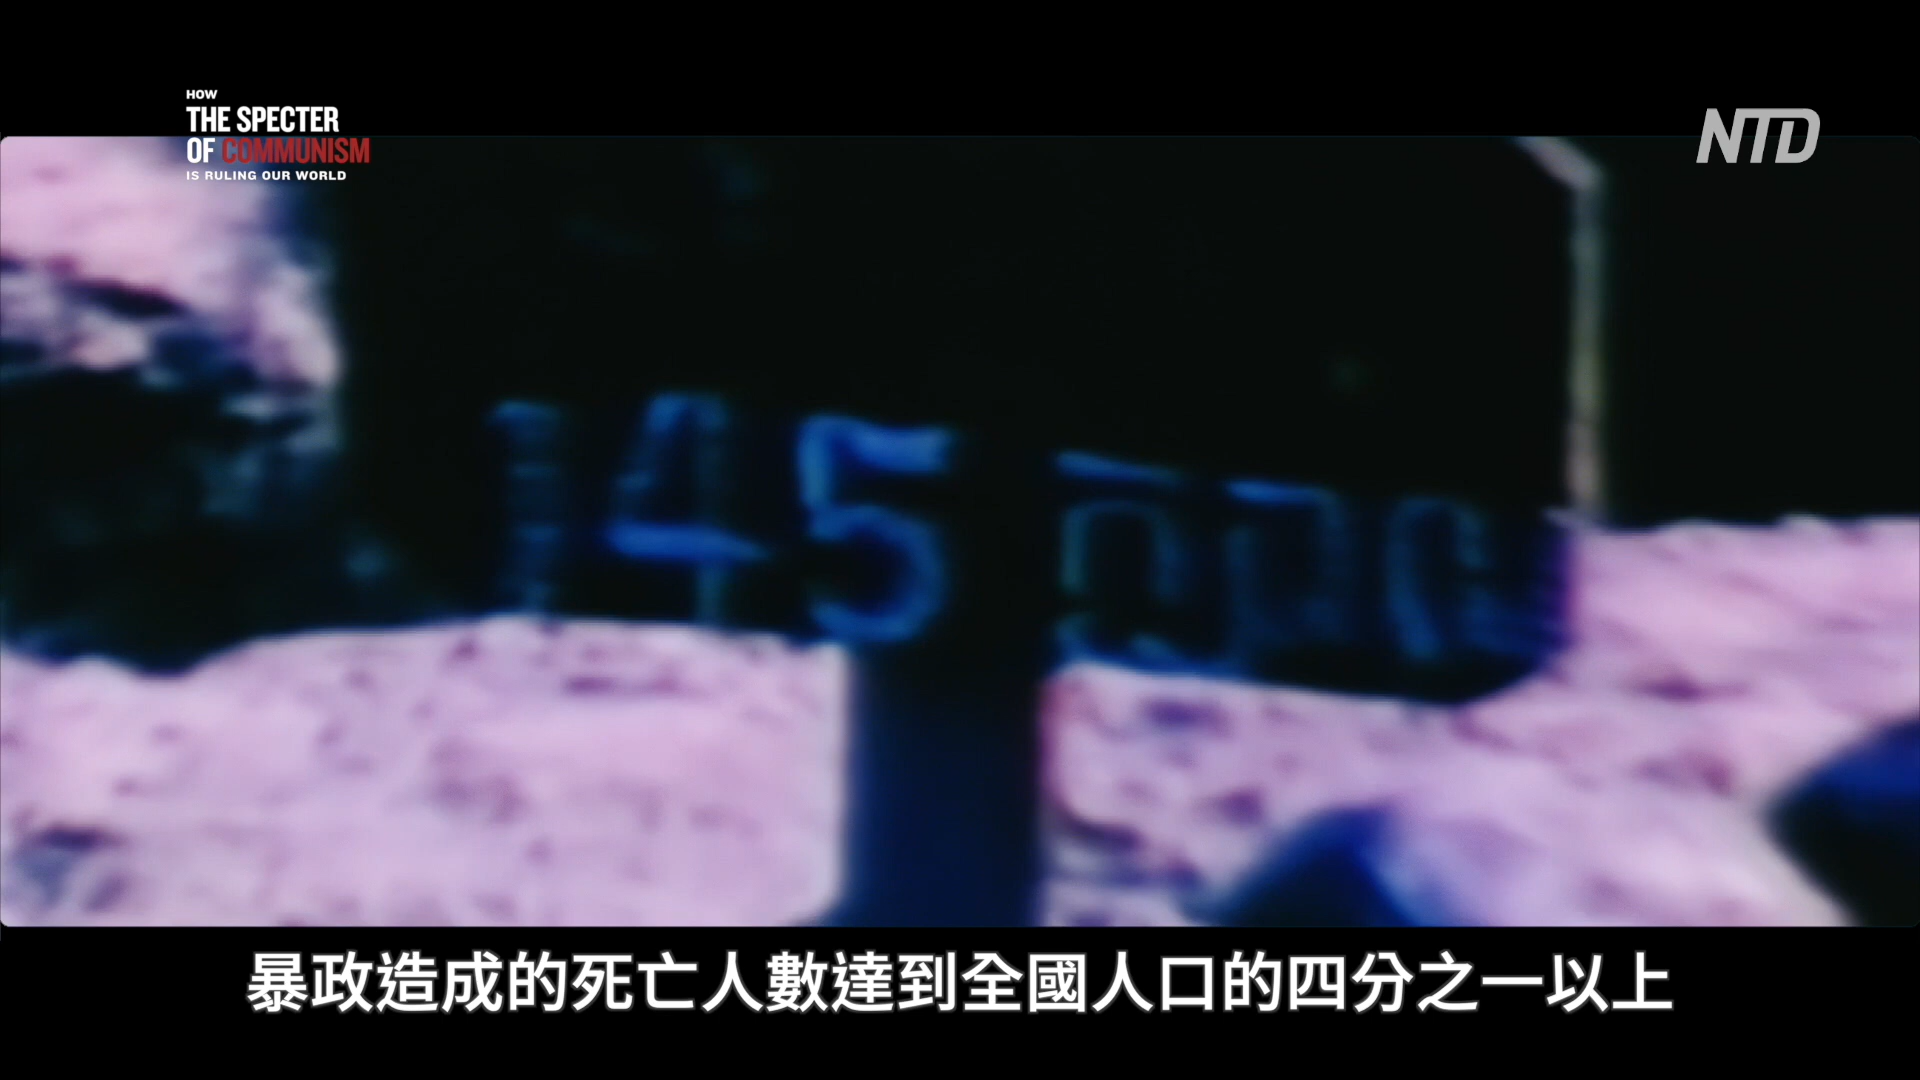 HOW
THE SPECTER
OF COMMUNISM
IS RULING OUR WORLD
NTD
145 000
暴政造成的死亡人數達到全國人口的四分之一以上